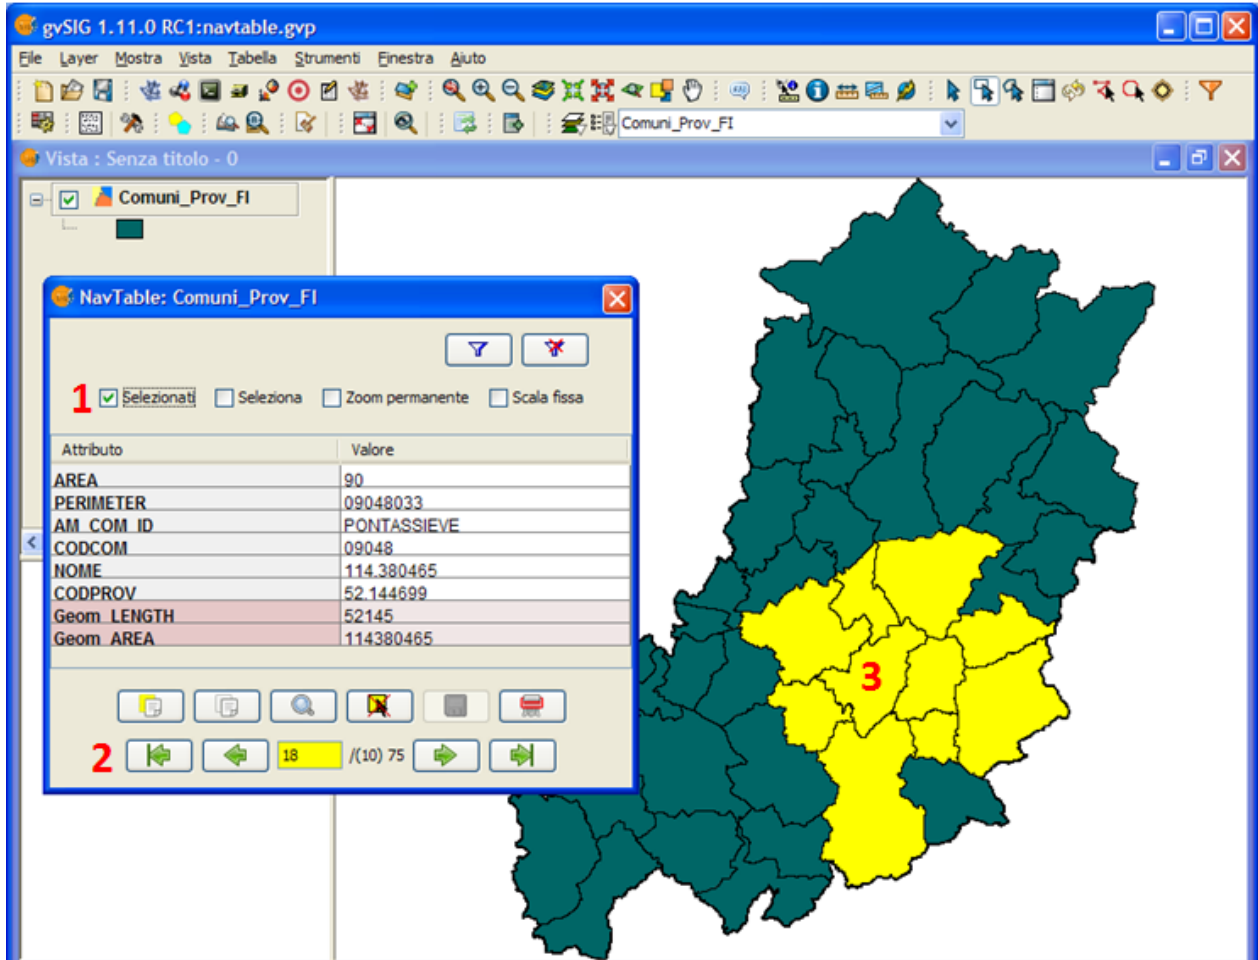 gvSIG 1.11.0 RC1:navtable.gvp
File Layer Mostra Vista Tabella Strumenti Finestra Aiuto
Comuni_Prov_FI
Vista : Senza titolo - 0
Comuni_Prov_FI
NavTable: Comuni_Prov_FI
1 Selezionati Seleziona Zoom permanente Scala fissa
Attributo Valore
AREA 90
PERIMETER 09048033
AM_COM_ID PONTASSIEVE
CODCOM 09048
NOME 114.380465
CODPROV 52.144699
Geom_LENGTH 52145
Geom_AREA 114380465
3
2 18 /(10) 75